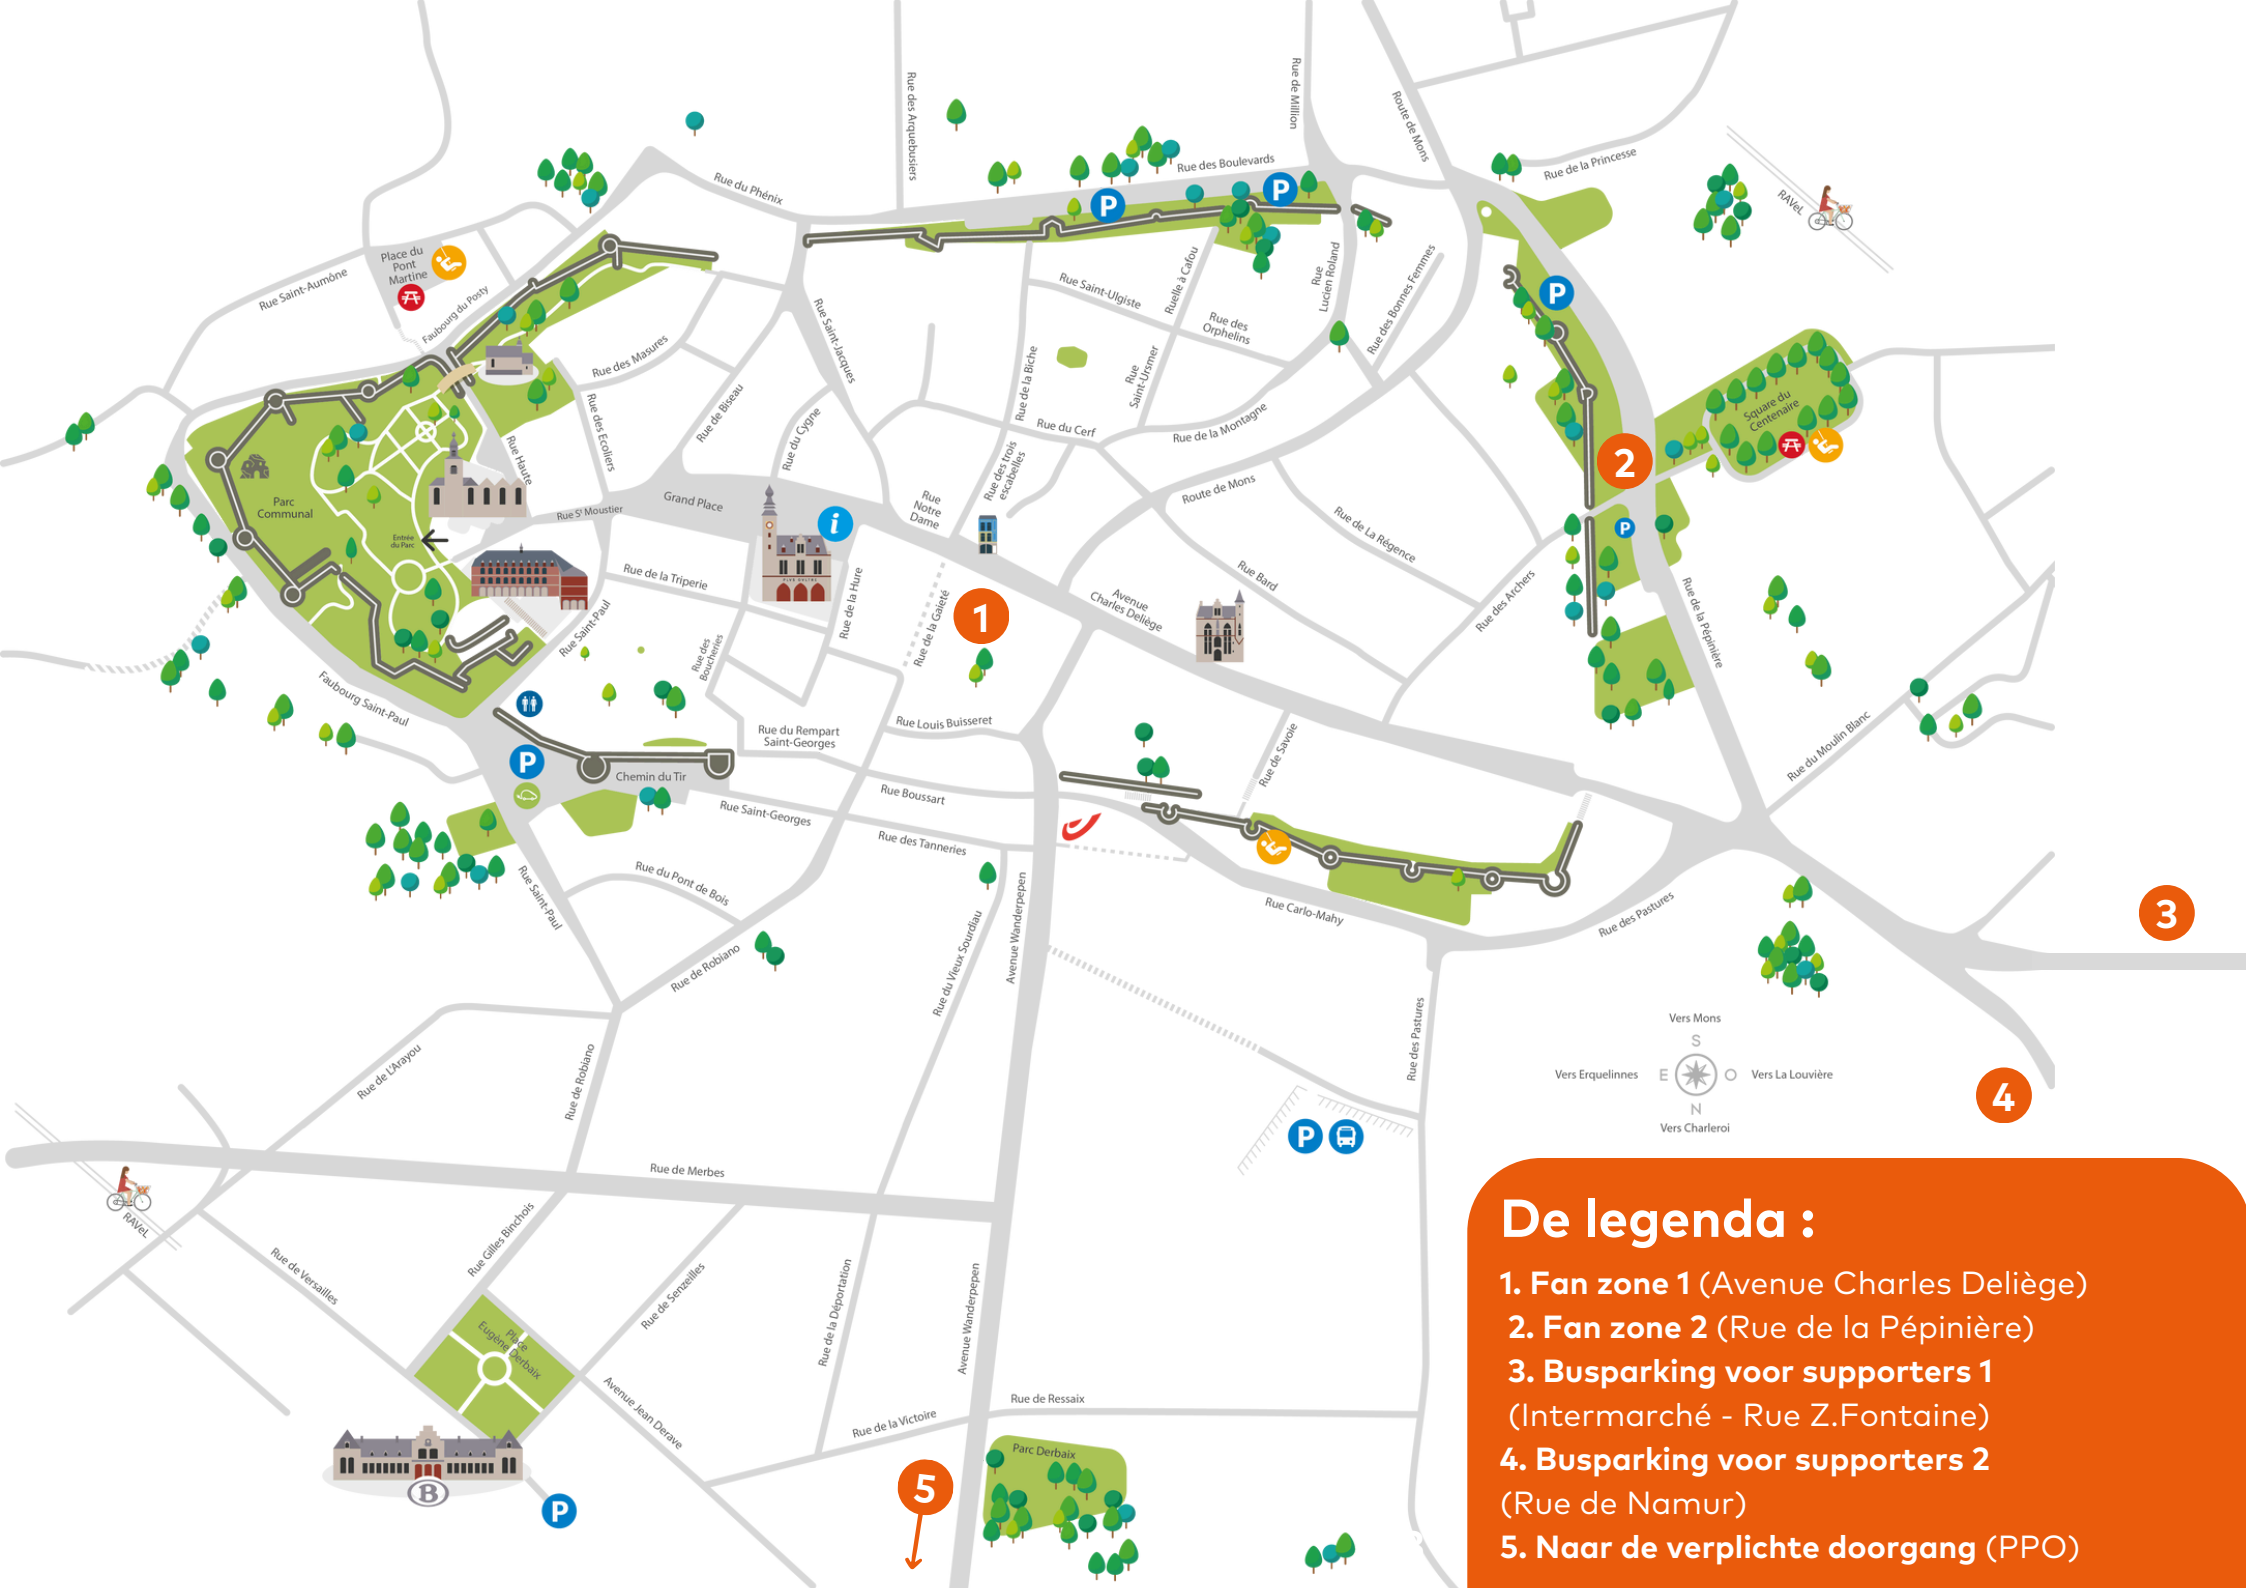 Rue des Arquebusiers
Rue de Million
Route de Mons
Rue des Boulevards
Rue de la Princesse
RAVeL
Rue du Phénix
P
P
Place du
Pont
Martine
Rue Saint-Aumône
Faubourg du Posty
Rue Saint-Jacques
Rue Saint-Ulgiste
Ruelle à Cafou
Rue
Lucien Roland
Rue des Bonnes Femmes
P
Rue des
Orphelins
Rue des Masures
Rue de la Biche
Rue
Saint-Ursmer
Rue de Biseau
Rue des Ecoliers
Rue du Cygne
Rue du Cerf
Rue de la Montagne
Square du
Centenaire
Rue Haute
Rue des trois
escabelles
2
Parc
Communal
Grand Place
Rue
Notre
Dame
Route de Mons
Rue St Moustier
i
Rue de La Régence
P
Entrée
du Parc
Rue de la Triperie
Rue de la Hure
Rue de la Gaieté
1
Avenue
Charles Deliège
Rue Bard
Rue des Archers
Rue de la Pépinière
Rue Saint-Paul
Rue des
Boucheries
Faubourg Saint-Paul
Rue du Rempart
Saint-Georges
Rue Louis Buisseret
Rue de Savoie
Rue du Moulin Blanc
P
Chemin du Tir
Rue Boussart
Rue Saint-Georges
Rue des Tanneries
Rue Saint-Paul
Rue du Pont de Bois
Rue Carlo-Mahy
Rue des Pastures
3
Rue de Robiano
Rue du Vieux Sourdiau
Avenue Wanderpepen
Rue des Pastures
Vers Mons
S
Vers Erquelinnes
E
O
Vers La Louvière
N
Vers Charleroi
4
Rue de L'Arayou
Rue de Robiano
P
Rue de Merbes
RAVeL
Rue de Versailles
Rue Gilles Binchois
Rue de Senzeilles
Rue de la Déportation
Avenue Wanderpepen
Place
Eugène Derbaix
Avenue Jean Derave
Rue de la Victoire
Rue de Ressaix
Parc Derbaix
B
P
5
De legenda :
1. Fan zone 1 (Avenue Charles Deliège)
2. Fan zone 2 (Rue de la Pépinière)
3. Busparking voor supporters 1
(Intermarché - Rue Z.Fontaine)
4. Busparking voor supporters 2
(Rue de Namur)
5. Naar de verplichte doorgang (PPO)